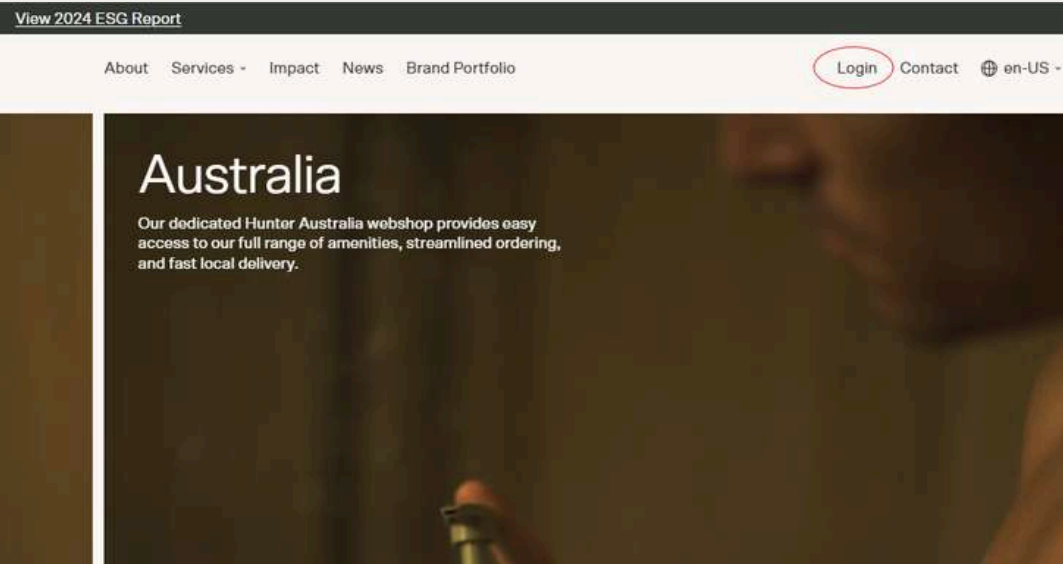 View 2024 ESG Report
About Services Impact News Brand Portfolio Login Contact en-US
Australia
Our dedicated Hunter Australia webshop provides easy
access to our full range of amenities, streamlined ordering,
and fast local delivery.